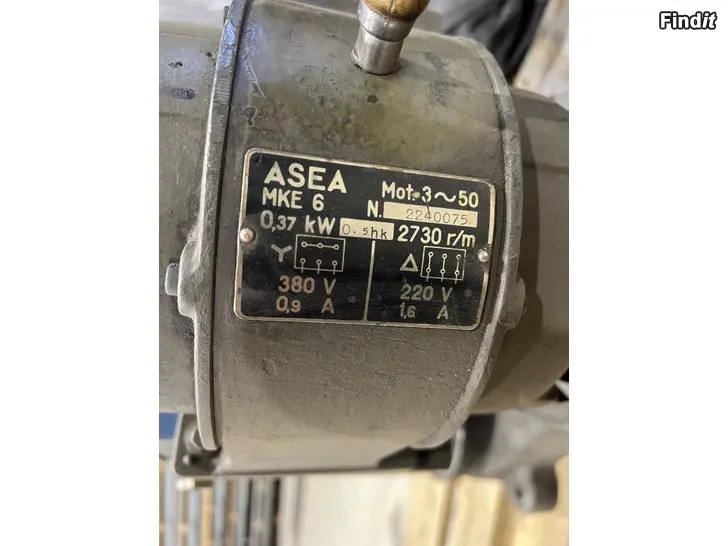 Findit
ASEA
MKE 6
Mot. 3~50
N. 2240075
0,37 kW 0.5hk 2730 r/m
Y
380 V
0,9 A
Δ
220 V
1,6 A